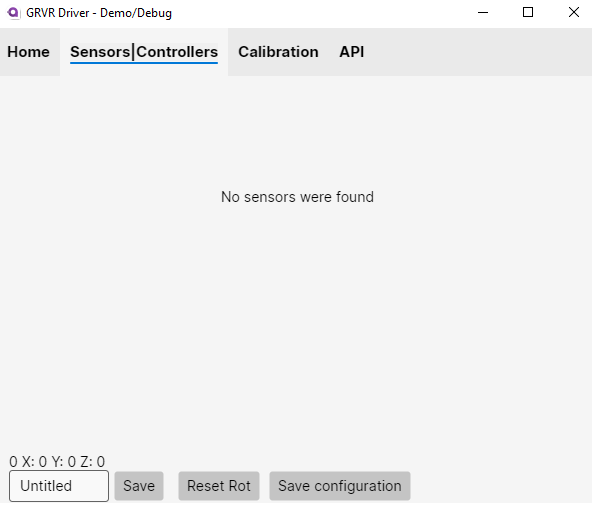 GRVR Driver - Demo/Debug
Home Sensors|Controllers Calibration API
No sensors were found
0 X: 0 Y: 0 Z: 0
Untitled Save Reset Rot Save configuration